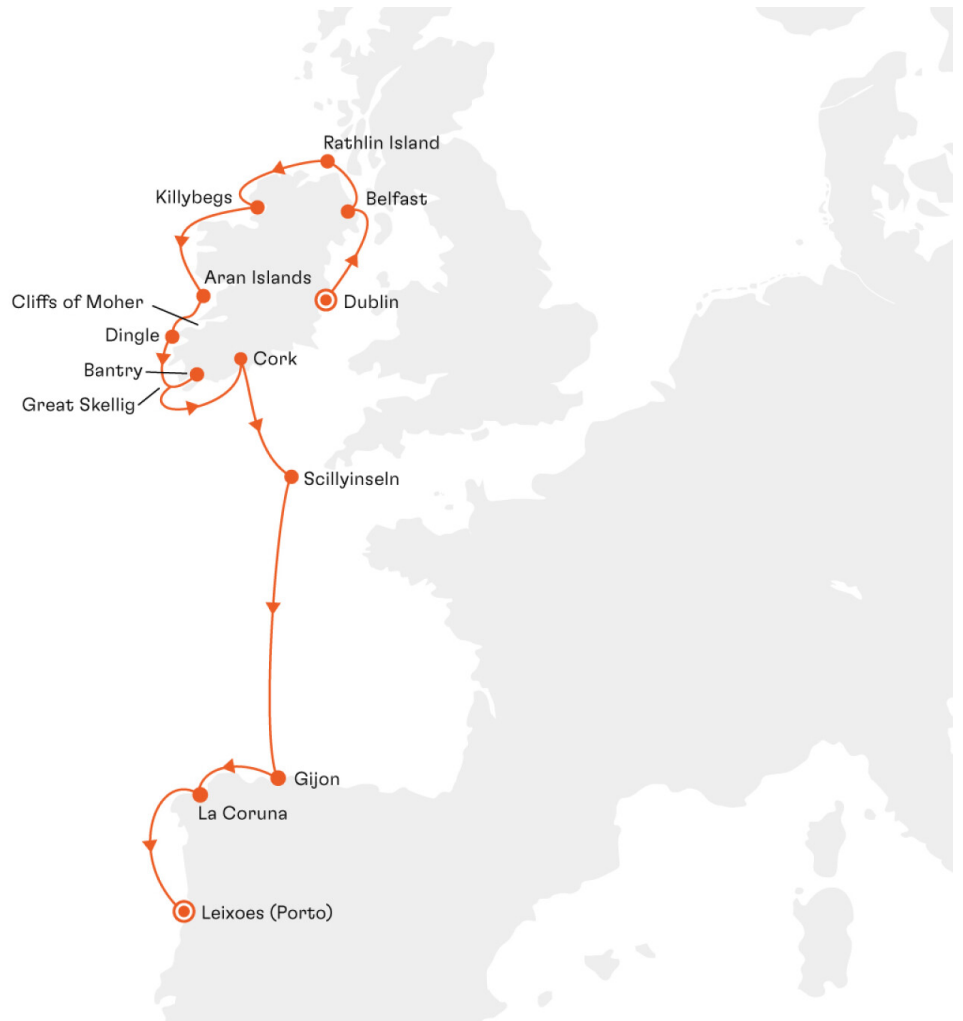 Rathlin Island
Killybegs
Belfast
Aran Islands
Cliffs of Moher
Dublin
Dingle
Cork
Bantry
Great Skellig
Scillyinseln
Gijon
La Coruna
Leixoes (Porto)